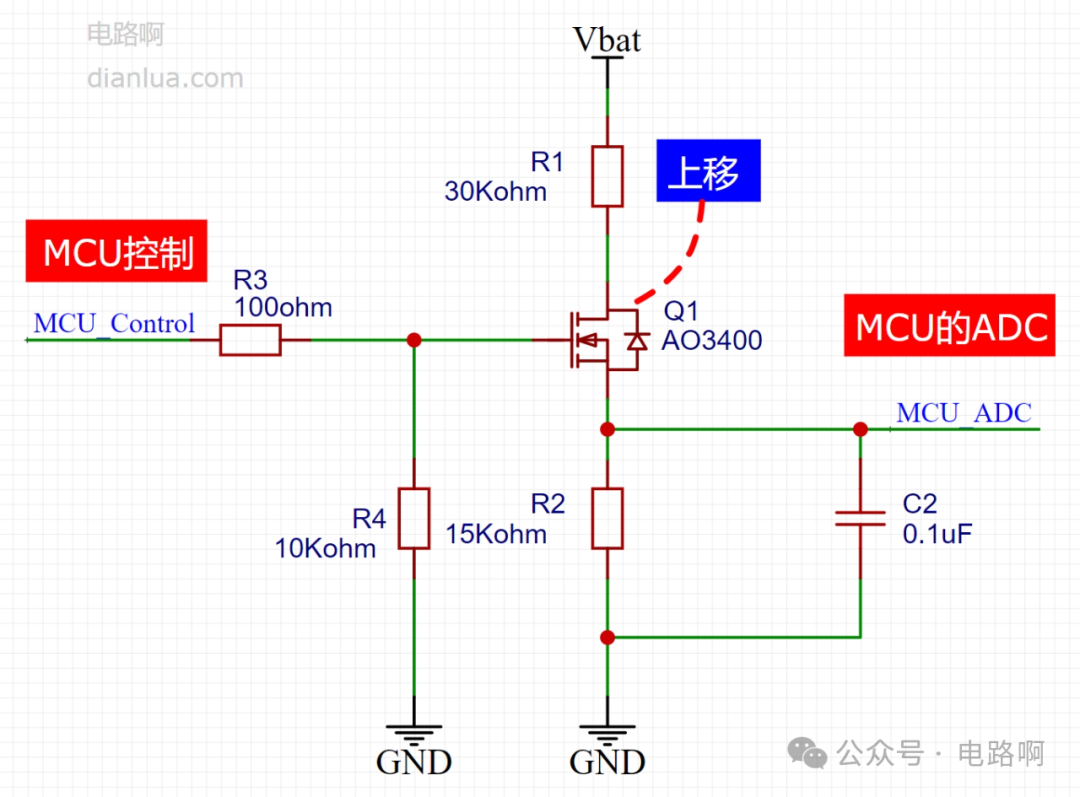 电路啊
dianlua.com
Vbat
R1
30Kohm
上移
MCU控制
R3
100ohm
MCU_Control
Q1
AO3400
MCU的ADC
MCU_ADC
R4
10Kohm
R2
15Kohm
C2
0.1uF
GND
GND
公众号 · 电路啊